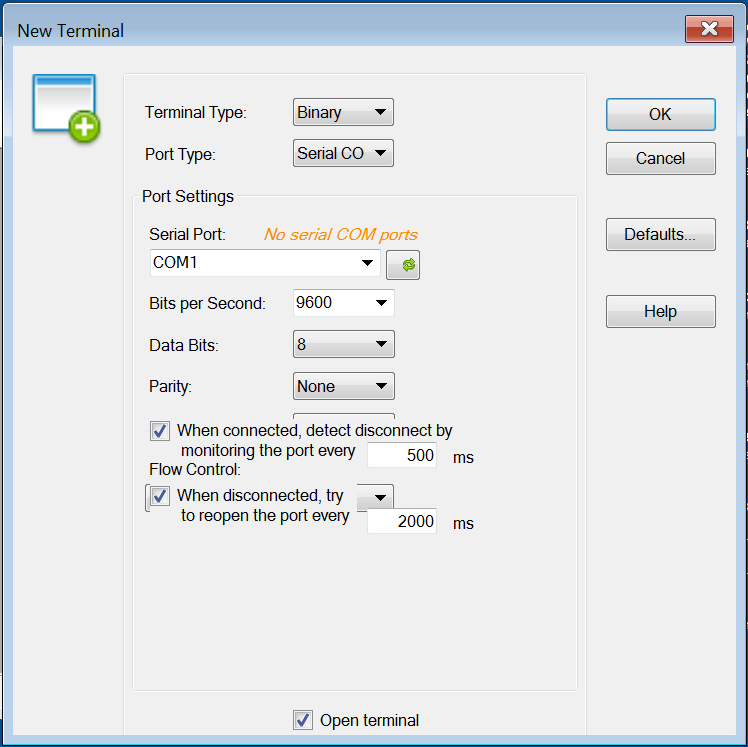 New Terminal
Terminal Type: Binary
OK
Port Type: Serial CO
Cancel
Port Settings
Serial Port: No serial COM ports
Defaults...
COM1
Bits per Second: 9600
Help
Data Bits: 8
Parity: None
When connected, detect disconnect by
monitoring the port every 500 ms
Flow Control:
When disconnected, try
to reopen the port every 2000 ms
Open terminal